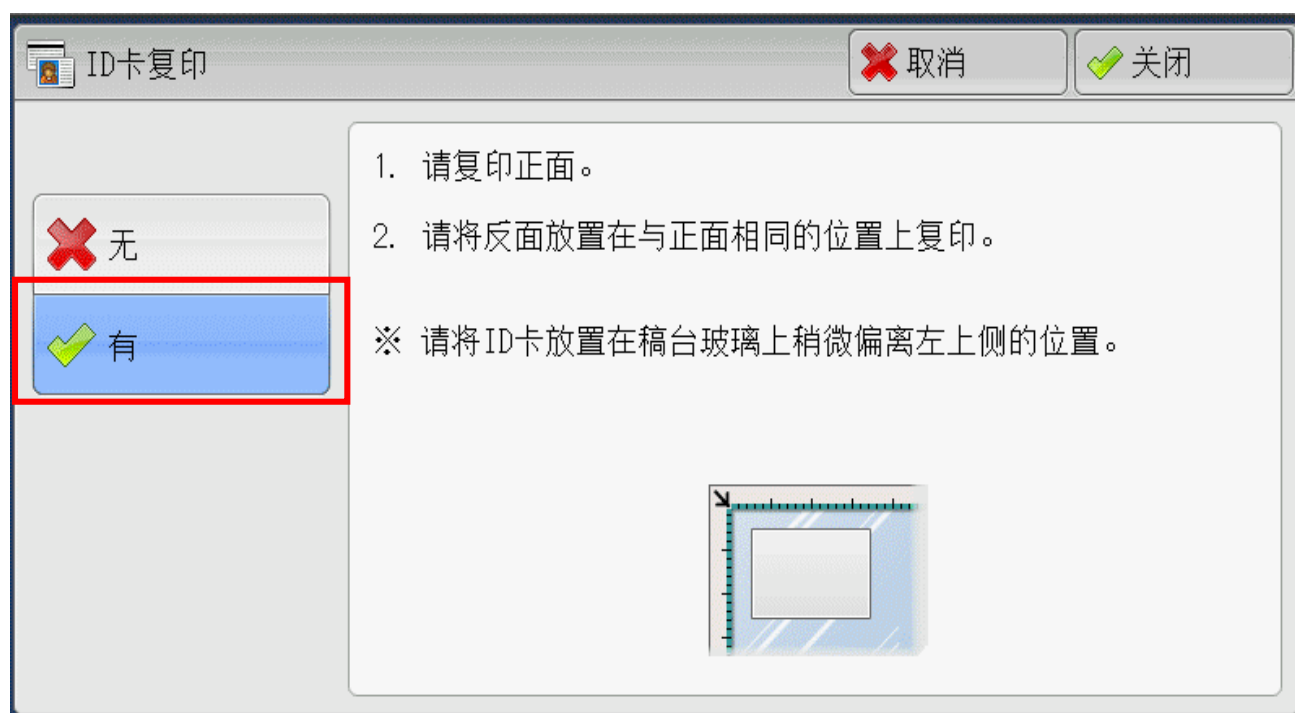 ID卡复印
取消
关闭
无
有
1. 请复印正面。
2. 请将反面放置在与正面相同的位置上复印。
※ 请将ID卡放置在稿台玻璃上稍微偏离左上侧的位置。